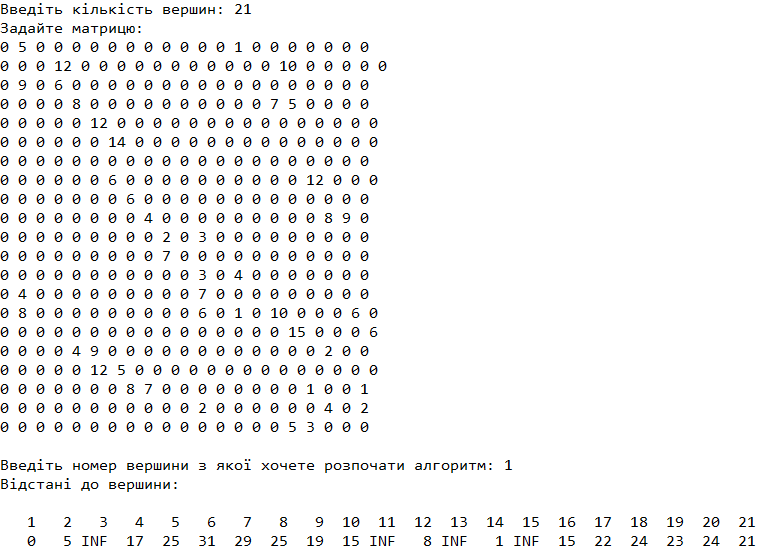 Введіть кількість вершин: 21
Задайте матрицю:
0 5 0 0 0 0 0 0 0 0 0 0 0 1 0 0 0 0 0 0 0
0 0 0 12 0 0 0 0 0 0 0 0 0 0 0 10 0 0 0 0 0
0 9 0 6 0 0 0 0 0 0 0 0 0 0 0 0 0 0 0 0 0
0 0 0 0 8 0 0 0 0 0 0 0 0 0 0 7 5 0 0 0 0
0 0 0 0 0 12 0 0 0 0 0 0 0 0 0 0 0 0 0 0 0
0 0 0 0 0 0 14 0 0 0 0 0 0 0 0 0 0 0 0 0 0
0 0 0 0 0 0 0 0 0 0 0 0 0 0 0 0 0 0 0 0 0
0 0 0 0 0 0 6 0 0 0 0 0 0 0 0 0 0 12 0 0 0
0 0 0 0 0 0 0 6 0 0 0 0 0 0 0 0 0 0 0 0 0
0 0 0 0 0 0 0 0 4 0 0 0 0 0 0 0 0 0 8 9 0
0 0 0 0 0 0 0 0 0 2 0 3 0 0 0 0 0 0 0 0 0
0 0 0 0 0 0 0 0 0 7 0 0 0 0 0 0 0 0 0 0 0
0 0 0 0 0 0 0 0 0 0 0 3 0 4 0 0 0 0 0 0 0
0 4 0 0 0 0 0 0 0 0 0 7 0 0 0 0 0 0 0 0 0
0 8 0 0 0 0 0 0 0 0 0 6 0 1 0 10 0 0 0 6 0
0 0 0 0 0 0 0 0 0 0 0 0 0 0 0 0 15 0 0 0 6
0 0 0 0 4 9 0 0 0 0 0 0 0 0 0 0 0 0 2 0 0
0 0 0 0 0 12 5 0 0 0 0 0 0 0 0 0 0 0 0 0 0
0 0 0 0 0 0 0 8 7 0 0 0 0 0 0 0 0 1 0 0 1
0 0 0 0 0 0 0 0 0 0 0 2 0 0 0 0 0 0 4 0 2
0 0 0 0 0 0 0 0 0 0 0 0 0 0 0 0 5 3 0 0 0
Введіть номер вершини з якої хочете розпочати алгоритм: 1
Відстані до вершини:
1 2 3 4 5 6 7 8 9 10 11 12 13 14 15 16 17 18 19 20 21
0 5 INF 17 25 31 29 25 19 15 INF 8 INF 1 INF 15 22 24 23 24 21